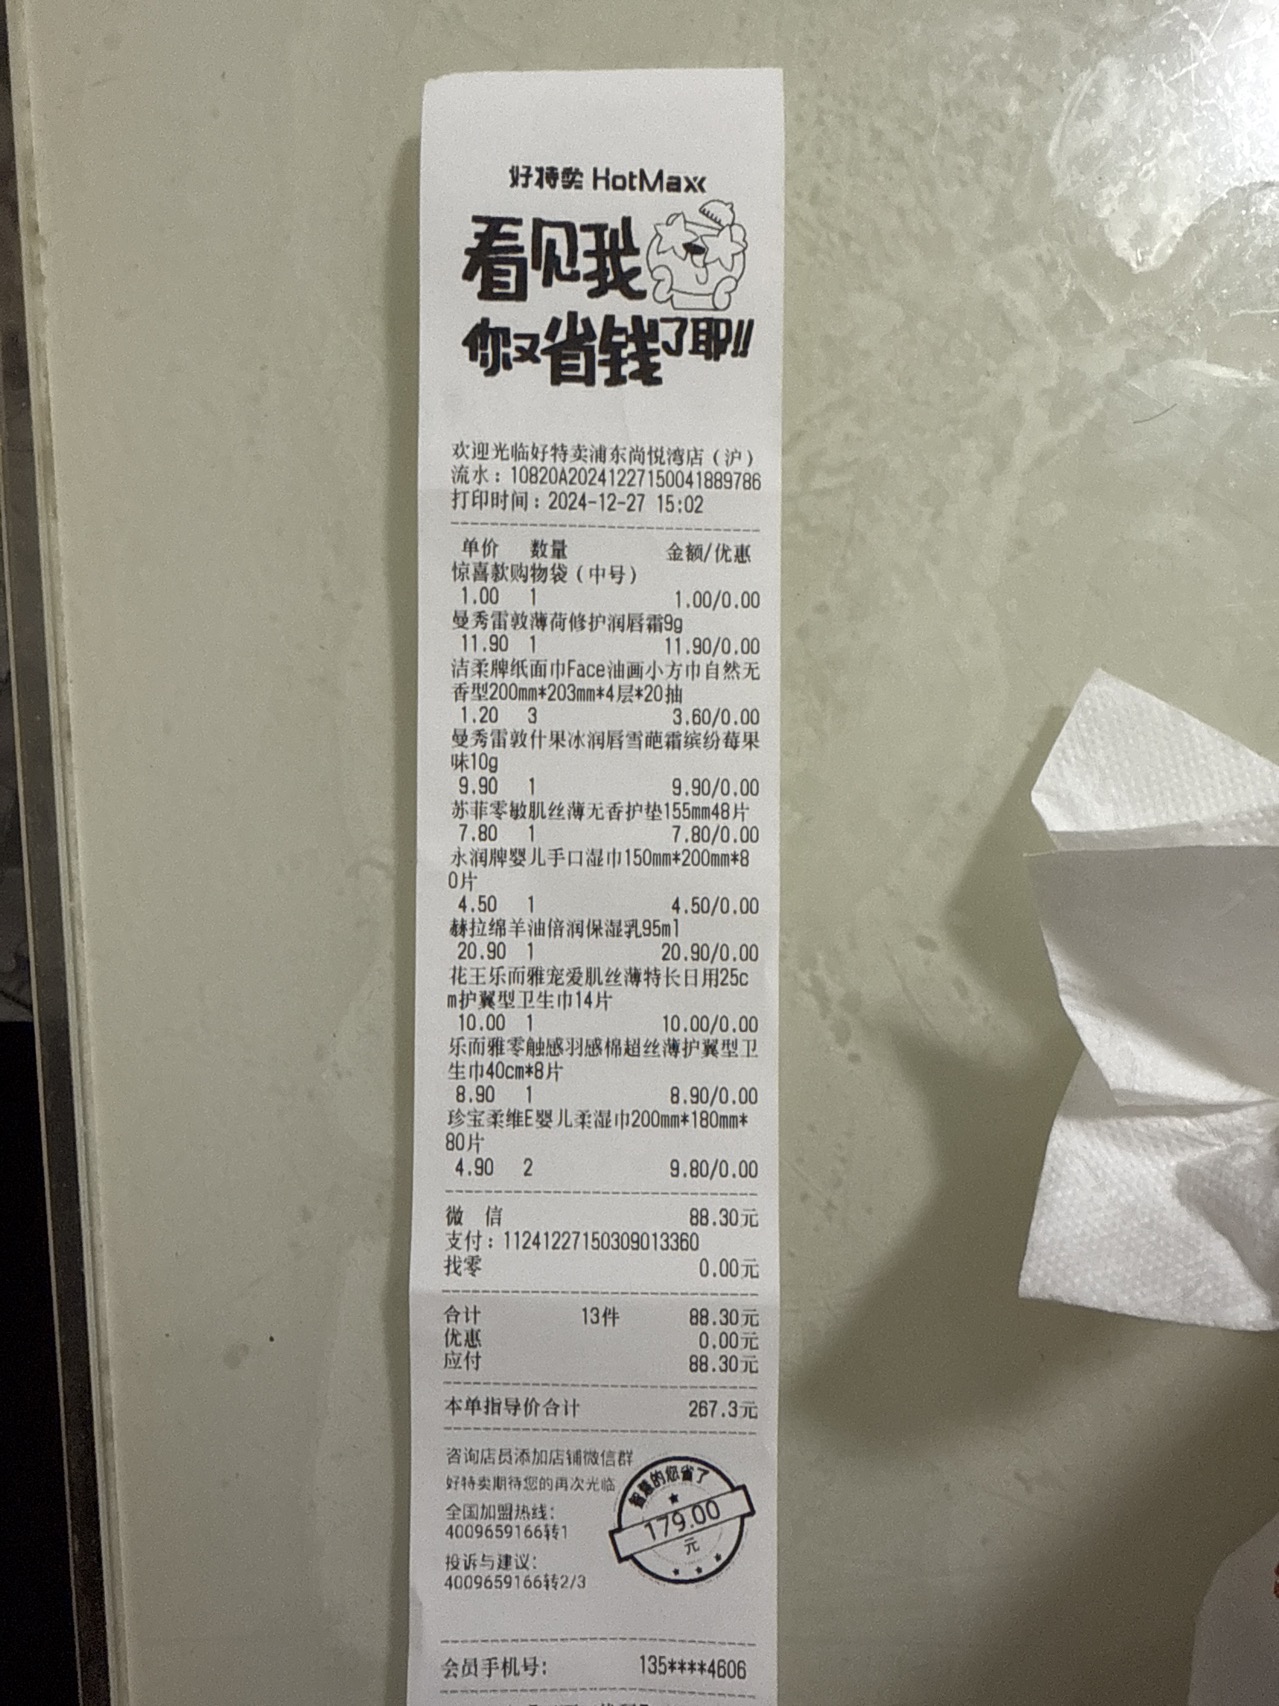 好特卖 HotMaxx
看见我
你又省钱了耶!!
欢迎光临好特卖浦东尚悦湾店（沪）
流水：10820A20241227150041889786
打印时间：2024-12-27 15:02
单价 数量 金额/优惠
惊喜款购物袋（中号）
1.00 1 1.00/0.00
曼秀雷敦薄荷修护润唇霜9g
11.90 1 11.90/0.00
洁柔牌纸面巾Face油画小方巾自然无
香型200mm*203mm*4层*20抽
1.20 3 3.60/0.00
曼秀雷敦什果冰润唇雪葩霜缤纷莓果
味10g
9.90 1 9.90/0.00
苏菲零敏肌丝薄无香护垫155mm48片
7.80 1 7.80/0.00
永润牌婴儿手口湿巾150mm*200mm*8
0片
4.50 1 4.50/0.00
赫拉绵羊油倍润保湿乳95ml
20.90 1 20.90/0.00
花王乐而雅宠爱肌丝薄特长日用25c
m护翼型卫生巾14片
10.00 1 10.00/0.00
乐而雅零触感羽感棉超丝薄护翼型卫
生巾40cm*8片
8.90 1 8.90/0.00
珍宝柔维E婴儿柔湿巾200mm*180mm*
80片
4.90 2 9.80/0.00
微 信 88.30元
支付：11241227150309013360
找零 0.00元
合计 13件 88.30元
优惠 0.00元
应付 88.30元
本单指导价合计 267.3元
咨询店员添加店铺微信群
好特卖期待您的再次光临
全国加盟热线：
4009659166转1
投诉与建议：
4009659166转2/3
智慧的您省了
179.00
元
会员手机号： 135****4606